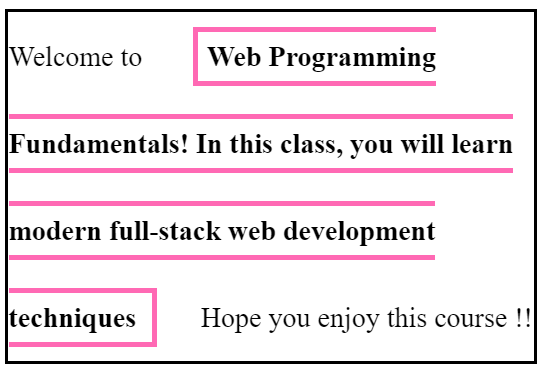 Welcome to Web Programming
Fundamentals! In this class, you will learn
modern full-stack web development
techniques Hope you enjoy this course !!